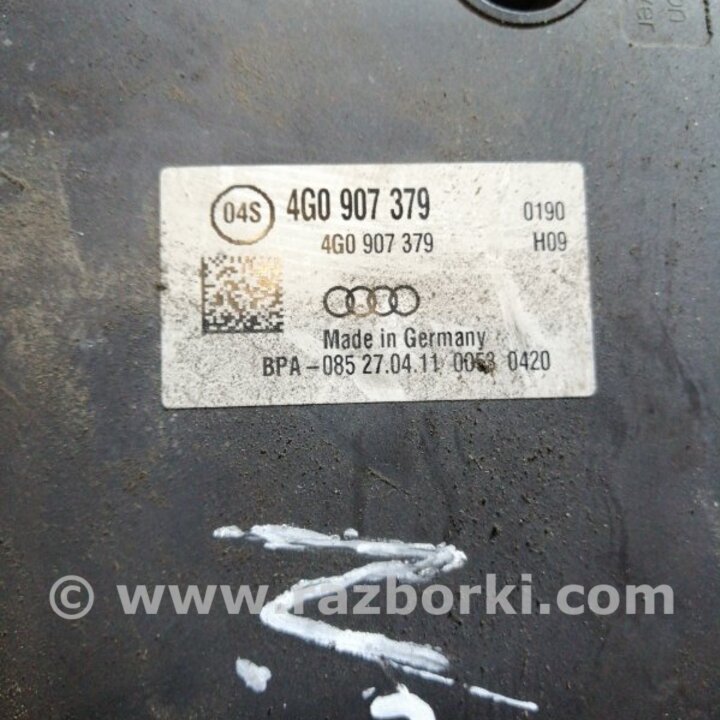 04S 4G0 907 379 0190
4G0 907 379 H09
Made in Germany
BPA-085 27.04.11 0053 0420
© www.razborki.com